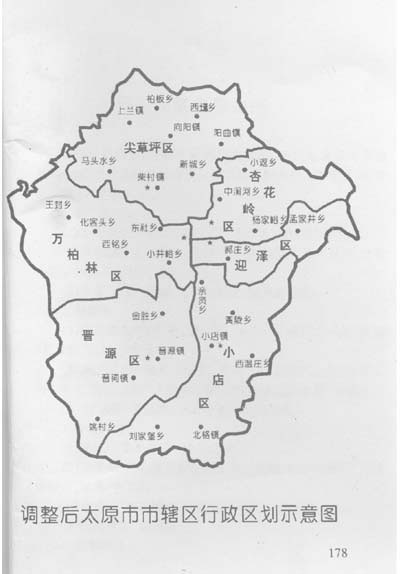 柏板乡
上兰镇
西墕乡
向阳镇
阳曲镇
尖草坪区
马头水乡
柴村镇
新城乡
小返乡
杏花岭区
中涧河乡
杨家峪乡
孟家井乡
王封乡
化客头乡
东社乡
西铭乡
小井峪乡
万柏林区
郝庄乡
迎泽区
亲贤乡
金胜乡
黄陵乡
小店镇
西温庄乡
小店区
晋源区
晋源镇
晋祠镇
姚村乡
刘家堡乡
北格镇
调整后太原市市辖区行政区划示意图
178